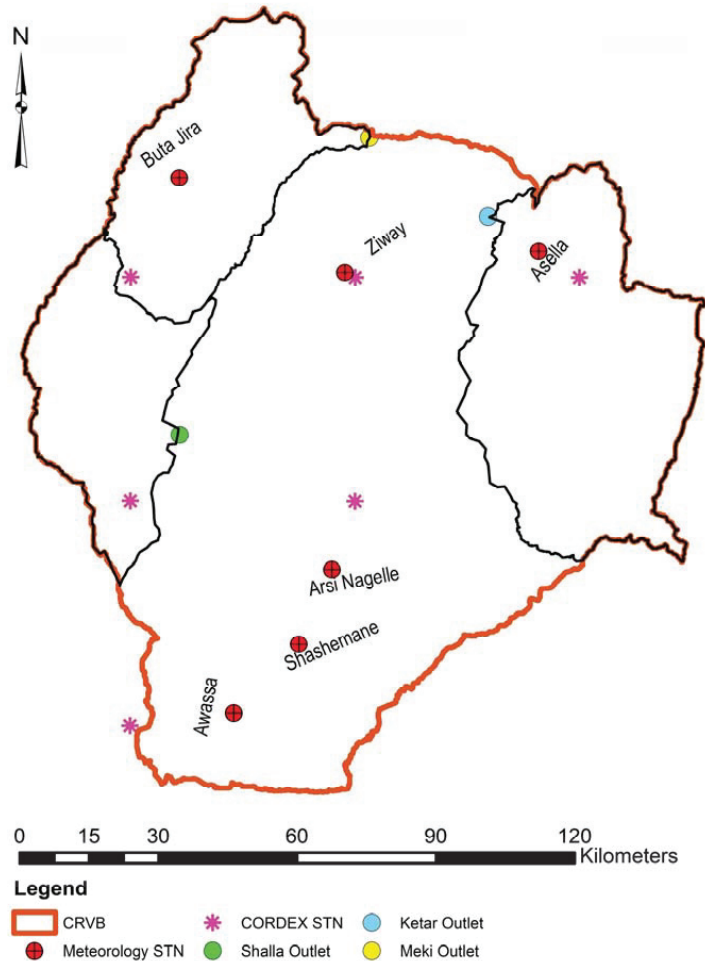 N
Buta Jira
Ziway
Asella
Arsi Nagelle
Shashemane
Awassa
0 15 30 60 90 120
Kilometers
Legend
CRVB CORDEX STN Ketar Outlet
Meteorology STN Shalla Outlet Meki Outlet